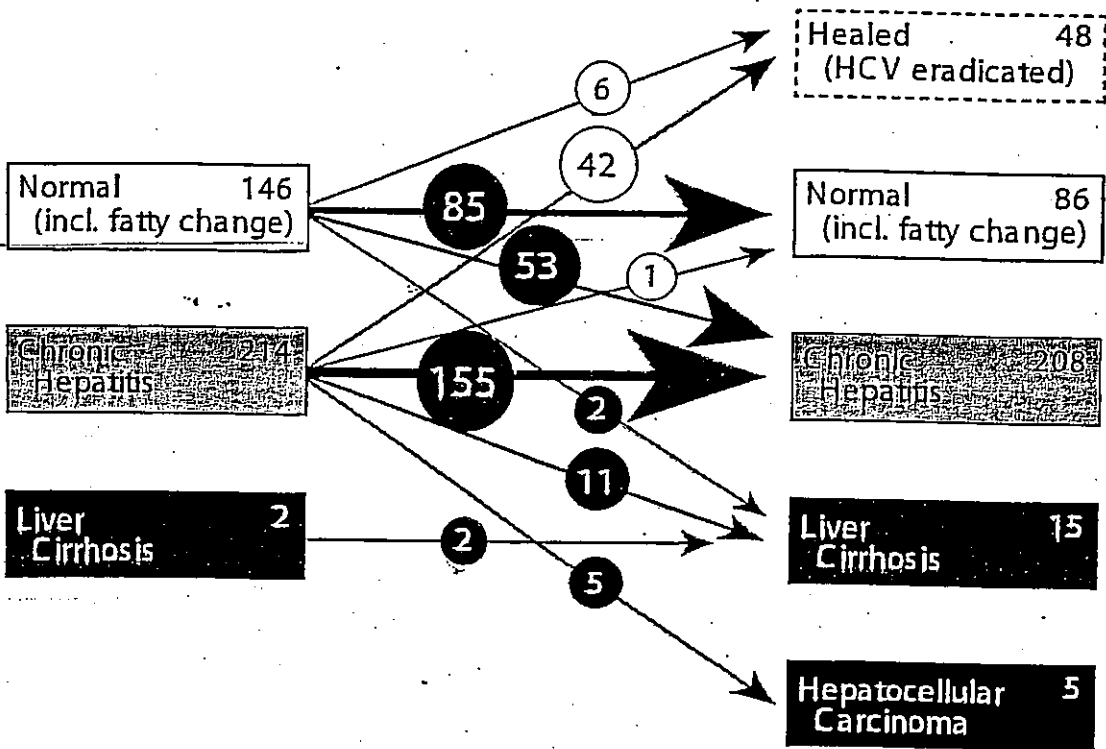 Healed 48
(HCV eradicated)
6
42
Normal 146
(incl. fatty change)
85
Normal 86
(incl. fatty change)
53
1
Chronic 214
Hepatitis
155
Chronic 208
Hepatitis
2
11
Liver 2
Cirrhosis
2
Liver 15
Cirrhosis
5
Hepatocellular 5
Carcinoma